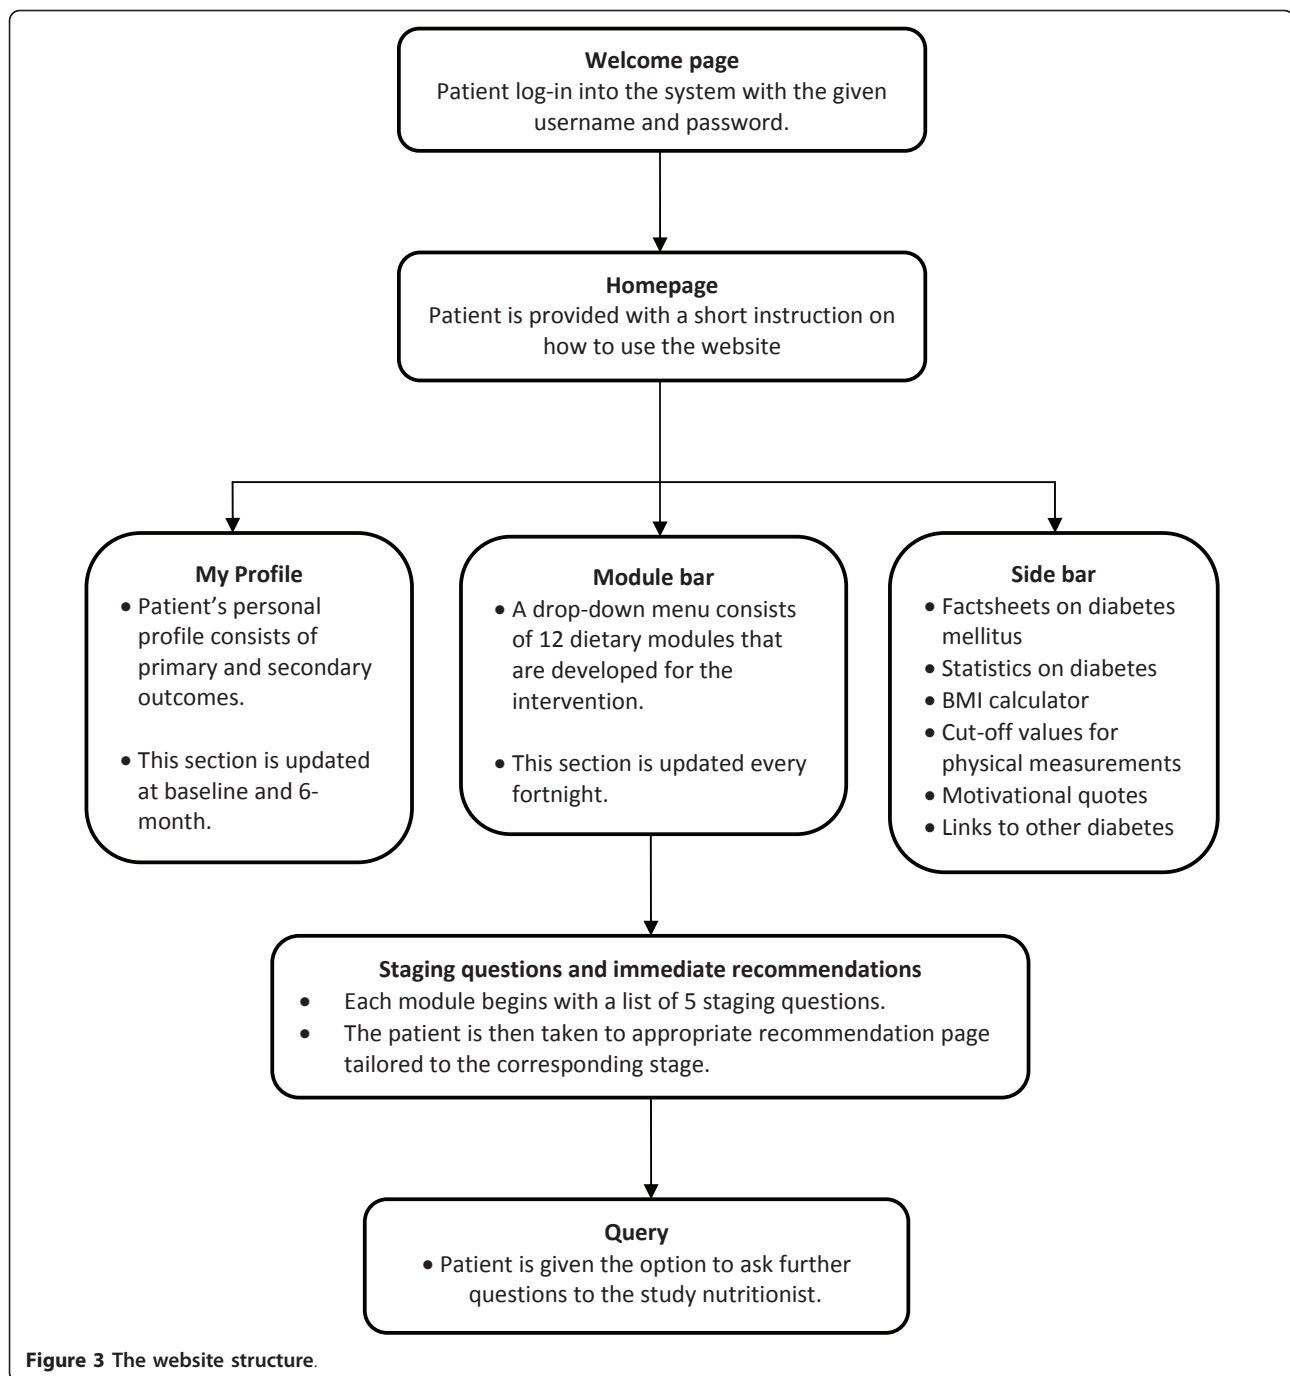 Welcome page
Patient log-in into the system with the given
username and password.
Homepage
Patient is provided with a short instruction on
how to use the website
My Profile
• Patient’s personal
profile consists of
primary and secondary
outcomes.
• This section is updated
at baseline and 6-
month.
Module bar
• A drop-down menu consists
of 12 dietary modules that
are developed for the
intervention.
• This section is updated every
fortnight.
Side bar
• Factsheets on diabetes
mellitus
• Statistics on diabetes
• BMI calculator
• Cut-off values for
physical measurements
• Motivational quotes
• Links to other diabetes
Staging questions and immediate recommendations
• Each module begins with a list of 5 staging questions.
• The patient is then taken to appropriate recommendation page
tailored to the corresponding stage.
Query
• Patient is given the option to ask further
questions to the study nutritionist.
Figure 3 The website structure.